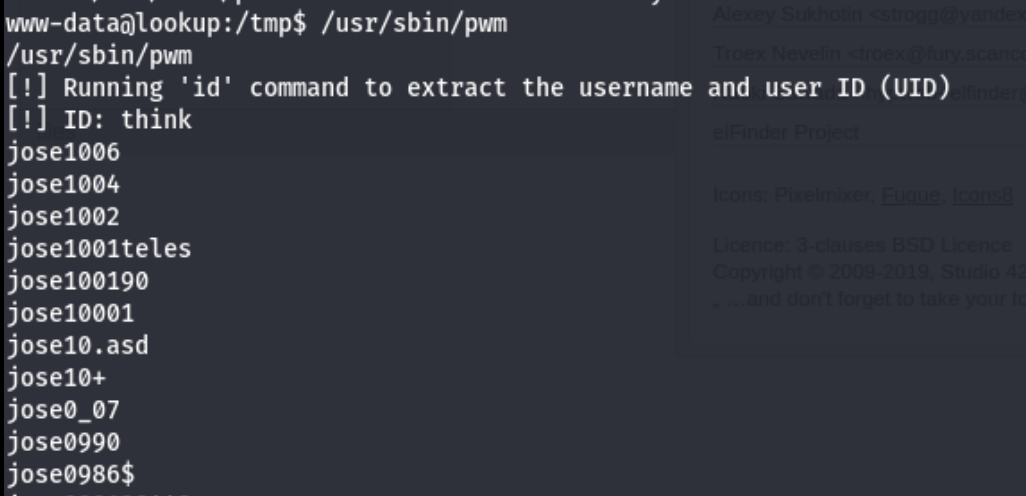 www-data@lookup:/tmp$ /usr/sbin/pwm
/usr/sbin/pwm
[!] Running 'id' command to extract the username and user ID (UID)
[!] ID: think
jose1006
jose1004
jose1002
jose1001teles
jose100190
jose10001
jose10.asd
jose10+
jose0_07
jose0990
jose0986$
Alexey Sukhotin <strogg@yandex
Troex Nevelin <troex@fury.scanc
elFinder Project
Icons: Pixelmixer, Fugue, Icons8
Licence: 3-clauses BSD Licence
Copyright © 2009-2019, Studio 42
„ …and don't forget to take your to